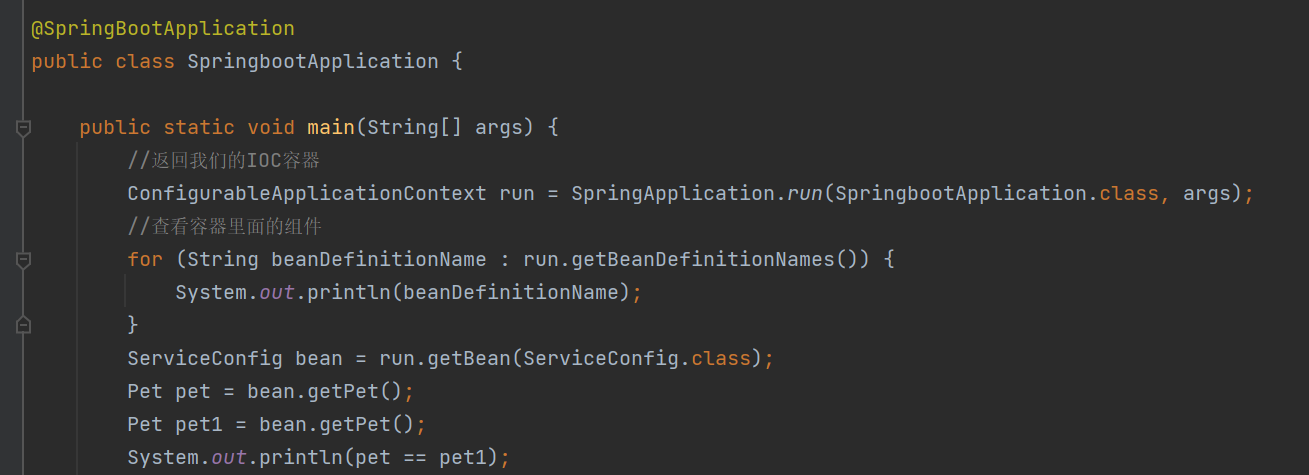 @SpringBootApplication
public class SpringbootApplication {
public static void main(String[] args) {
//返回我们的IOC容器
ConfigurableApplicationContext run = SpringApplication.run(SpringbootApplication.class, args);
//查看容器里面的组件
for (String beanDefinitionName : run.getBeanDefinitionNames()) {
System.out.println(beanDefinitionName);
}
ServiceConfig bean = run.getBean(ServiceConfig.class);
Pet pet = bean.getPet();
Pet pet1 = bean.getPet();
System.out.println(pet == pet1);